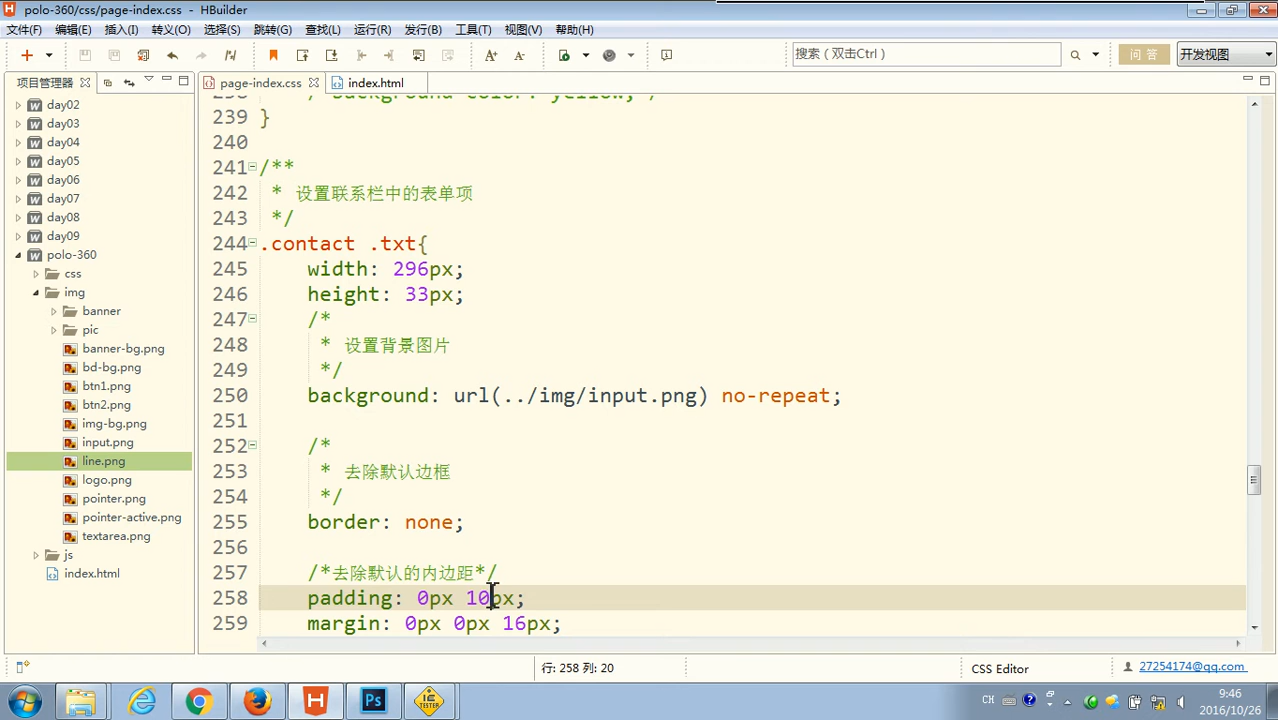 polo-360/css/page-index.css - HBuilder
文件(F) 编辑(E) 插入(I) 转义(O) 选择(S) 跳转(G) 查找(L) 运行(R) 发行(B) 工具(T) 视图(V) 帮助(H)
搜索（双击Ctrl）
问答
开发视图
项目管理器
page-index.css
index.html
day02
day03
day04
day05
day06
day07
day08
day09
polo-360
css
img
banner
pic
banner-bg.png
bd-bg.png
btn1.png
btn2.png
img-bg.png
input.png
line.png
logo.png
pointer.png
pointer-active.png
textarea.png
js
index.html
238 /*background-color: yellow;*/
239 }
240
241 /**
242 * 设置联系栏中的表单项
243 */
244 .contact .txt{
245 width: 296px;
246 height: 33px;
247 /*
248 * 设置背景图片
249 */
250 background: url(../img/input.png) no-repeat;
251
252 /*
253 * 去除默认边框
254 */
255 border: none;
256
257 /*去除默认的内边距*/
258 padding: 0px 10px;
259 margin: 0px 0px 16px;
行: 258 列: 20
CSS Editor
27254174@qq.com
CH
9:46
2016/10/26